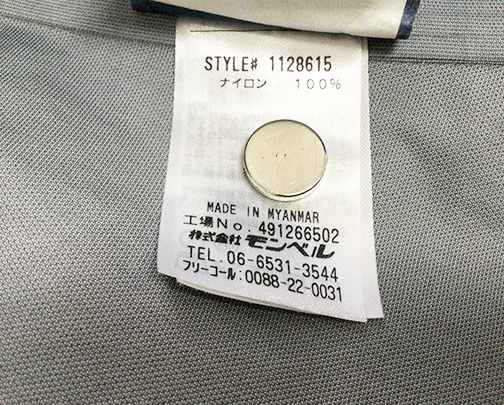 STYLE# 1128615
ナイロン 100%
MADE IN MYANMAR
工場No. 491266502
株式会社 モンベル
TEL. 06-6531-3544
フリーコール: 0088-22-0031